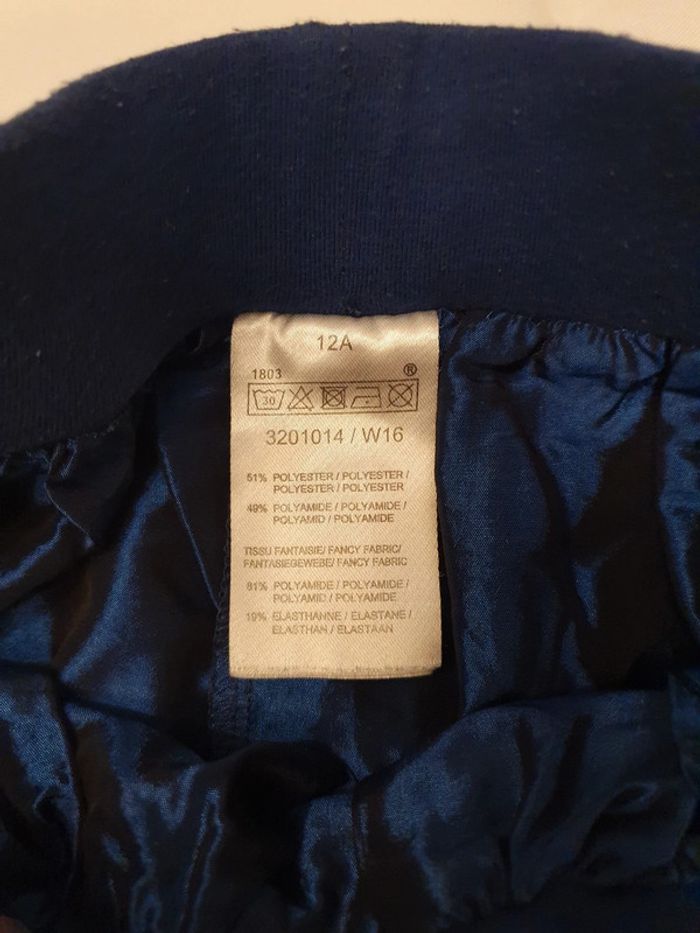 12A
1803 ®
30
3201014 / W16
51% POLYESTER / POLYESTER /
POLYESTER / POLYESTER
49% POLYAMIDE / POLYAMIDE /
POLYAMID / POLYAMIDE
TISSU FANTAISIE/ FANCY FABRIC/
FANTASIEGEWEBE/ FANCY FABRIC
81% POLYAMIDE / POLYAMIDE /
POLYAMID / POLYAMIDE
19% ELASTHANNE / ELASTANE /
ELASTHAN / ELASTAAN